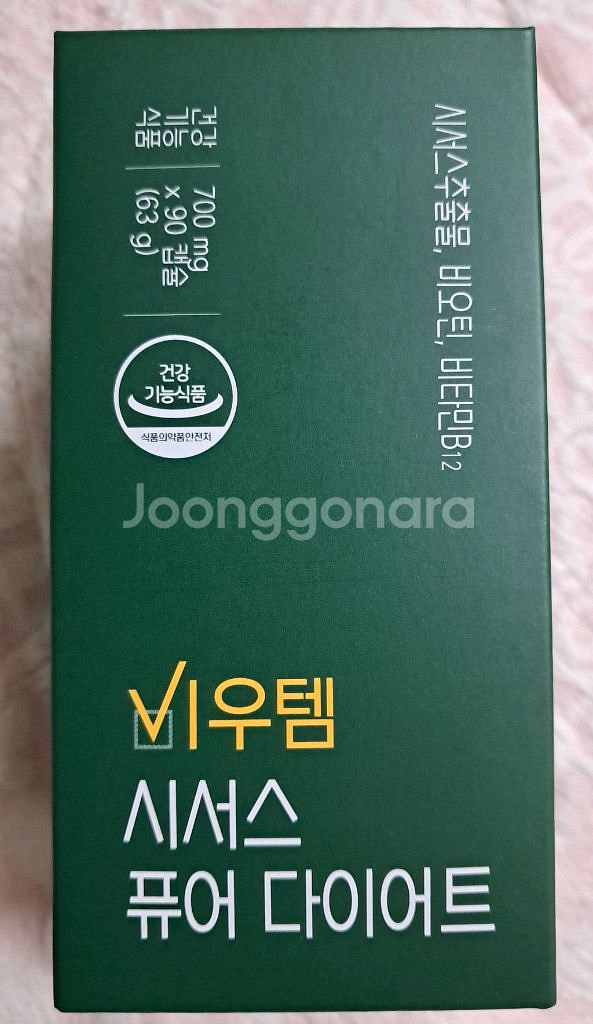 시서스추출물, 비오틴, 비타민B12
건강
기능
식품
700 mg
x 90 캡슐
(63 g)
건강
기능식품
식품의약품안전처
Joonggonara
비우템
시서스
퓨어 다이어트